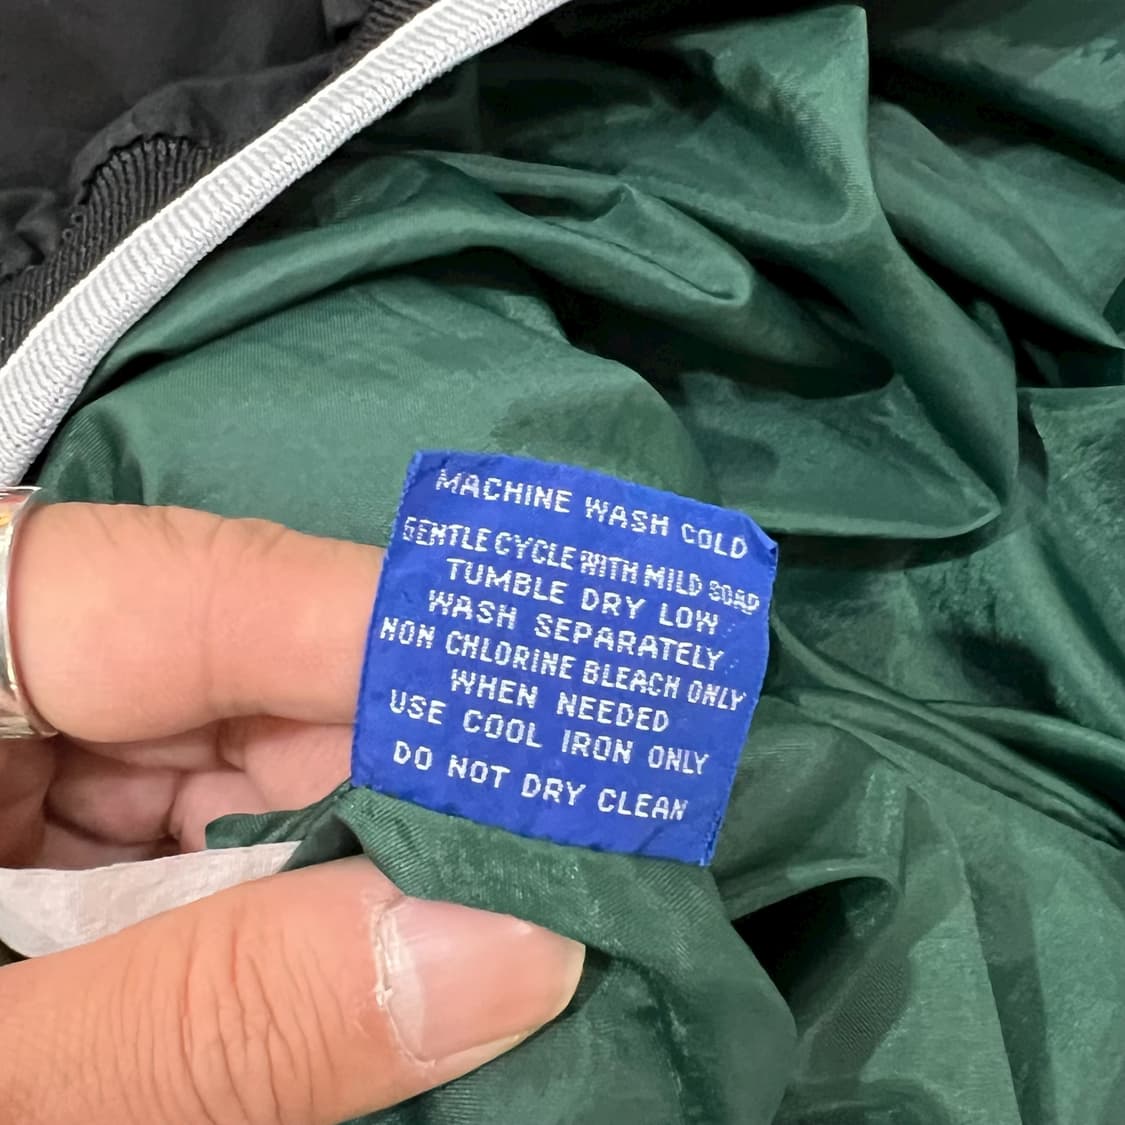 MACHINE WASH COLD
GENTLE CYCLE WITH MILD SOAP
TUMBLE DRY LOW
WASH SEPARATELY
NON CHLORINE BLEACH ONLY
WHEN NEEDED
USE COOL IRON ONLY
DO NOT DRY CLEAN